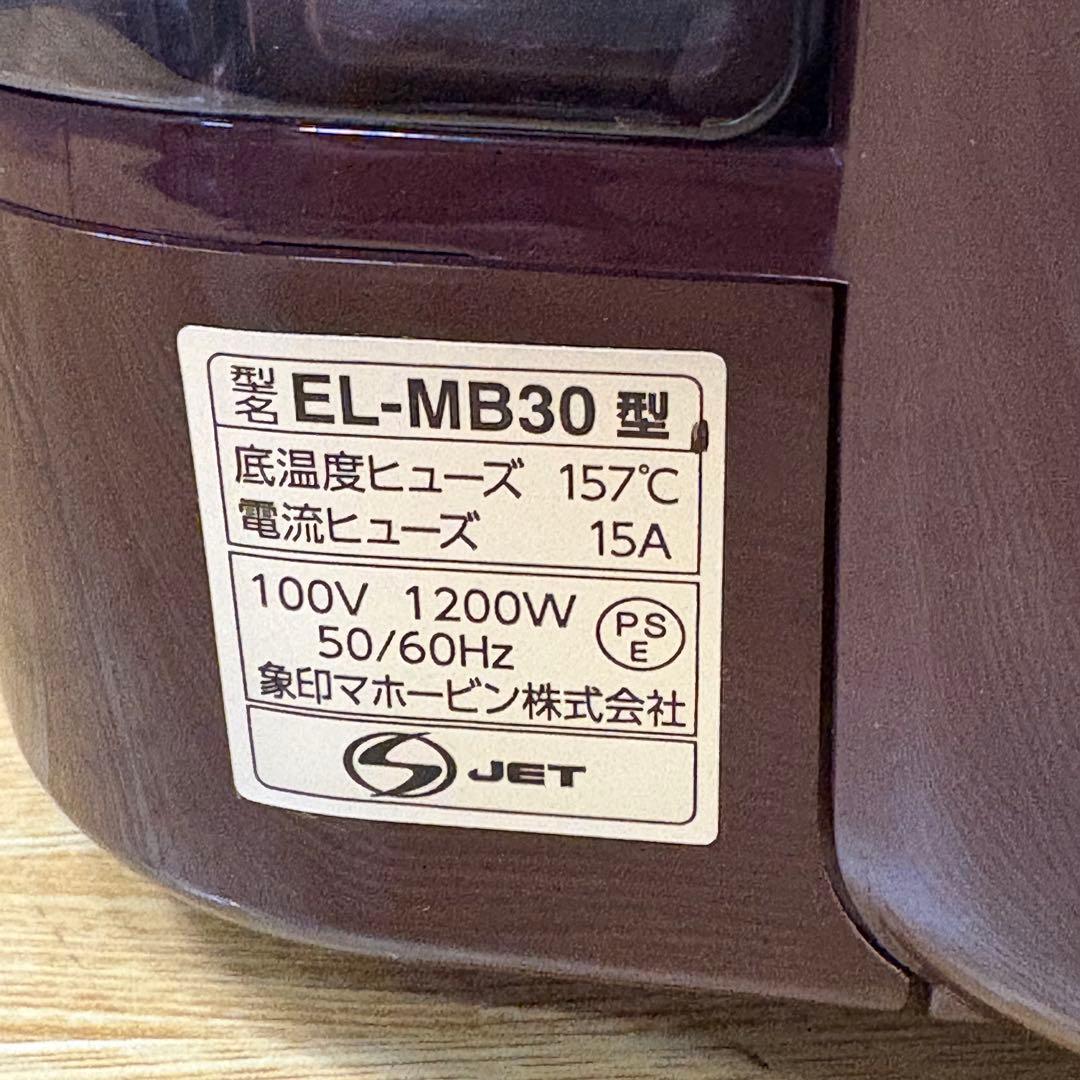 型名 EL-MB30 型
底温度ヒューズ 157℃
電流ヒューズ 15A
100V 1200W
50/60Hz
PS
E
象印マホービン株式会社
S JET